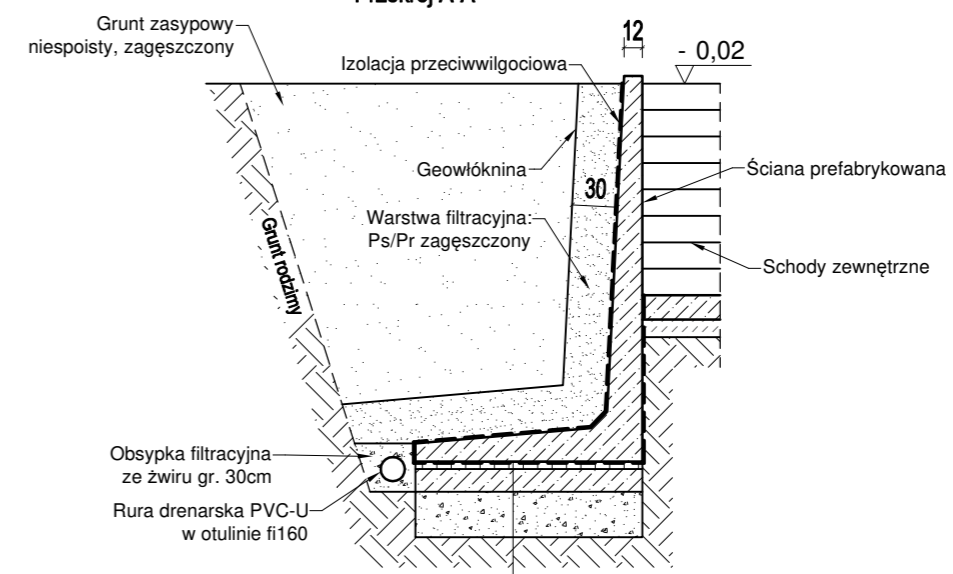 Grunt zasypowy
niespoisty, zagęszczony
12
- 0,02
Izolacja przeciwwilgociowa
Geowłóknina
Ściana prefabrykowana
30
Warstwa filtracyjna:
Ps/Pr zagęszczony
Grunt rodzimy
Schody zewnętrzne
Obsypka filtracyjna
ze żwiru gr. 30cm
Rura drenarska PVC-U
w otulinie fi160